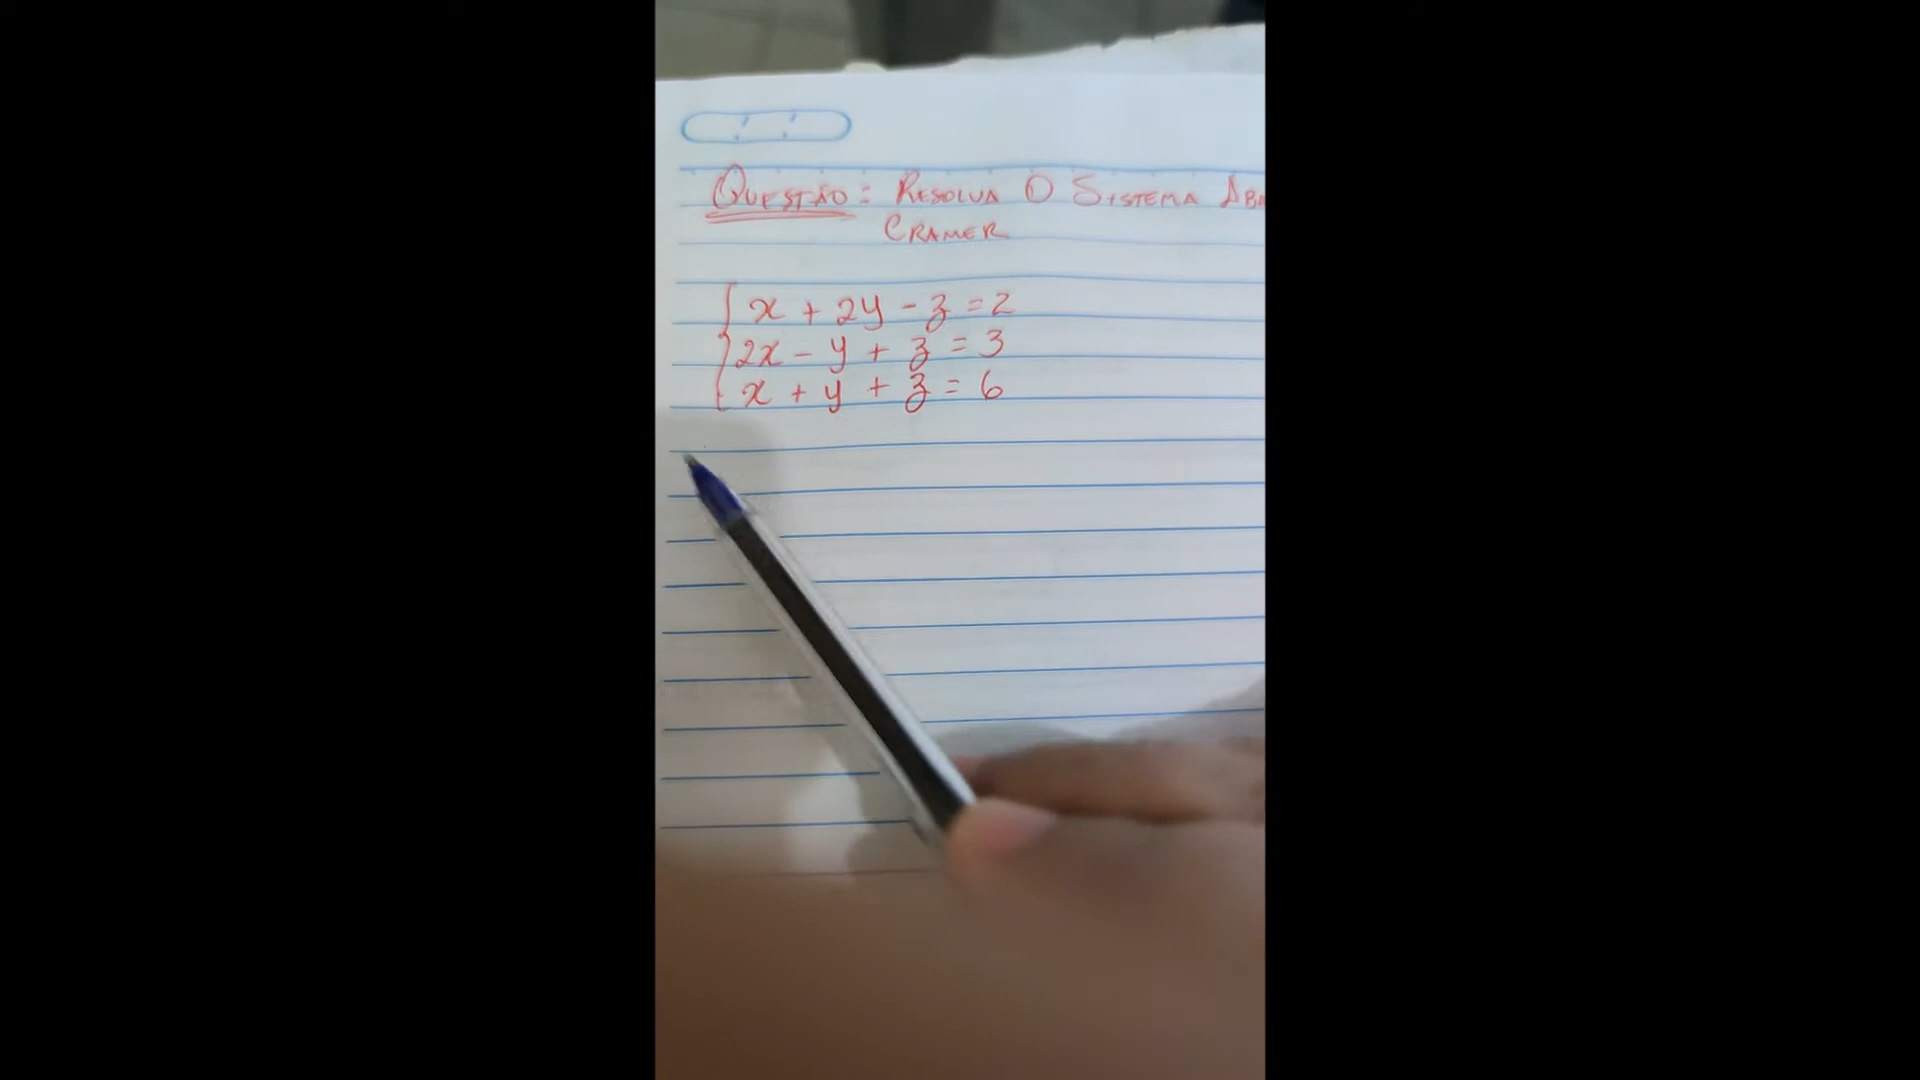 QUESTÃO: RESOLVA O SISTEMA
CRAMER
x + 2y - z = 2
2x - y + z = 3
x + y + z = 6